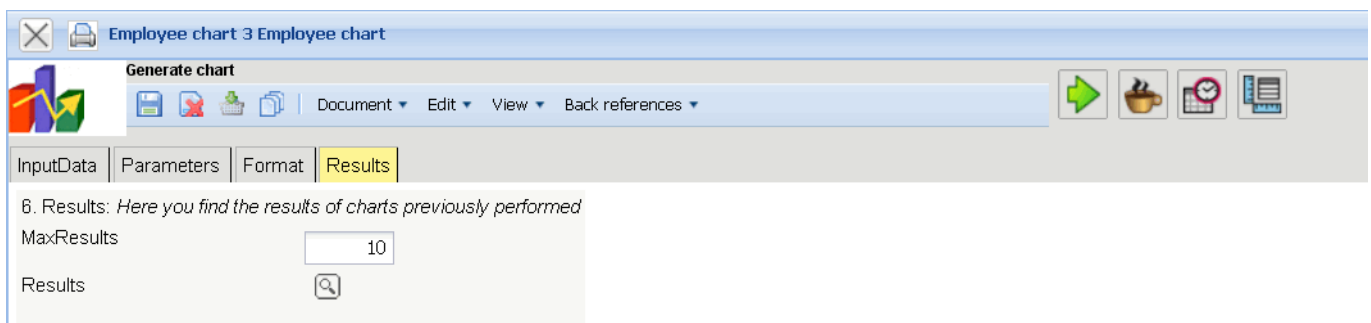 Employee chart 3 Employee chart
Generate chart
Document Edit View Back references
InputData Parameters Format Results
6. Results: Here you find the results of charts previously performed
MaxResults 10
Results